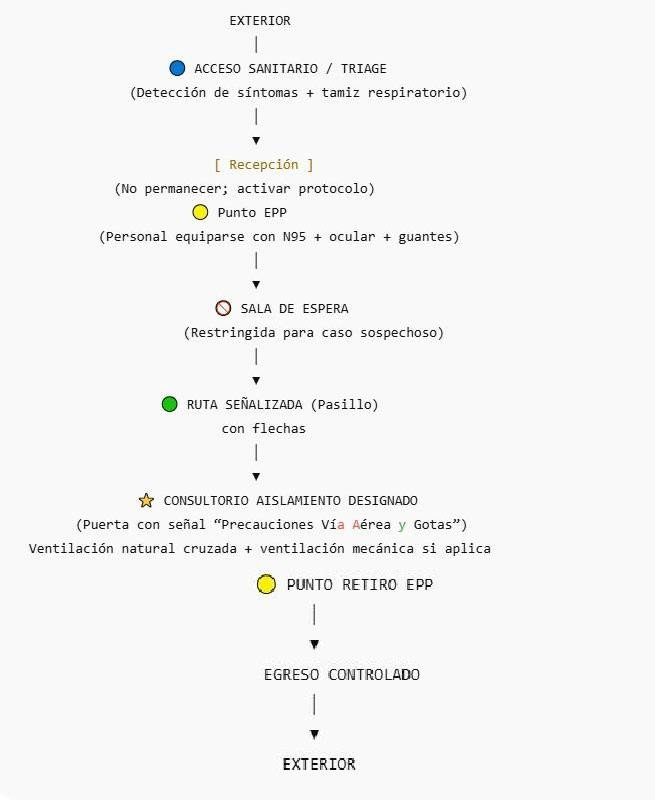 EXTERIOR
ACCESO SANITARIO / TRIAGE
(Detección de síntomas + tamiz respiratorio)
[ Recepción ]
(No permanecer; activar protocolo)
Punto EPP
(Personal equiparse con N95 + ocular + guantes)
SALA DE ESPERA
(Restringida para caso sospechoso)
RUTA SEÑALIZADA (Pasillo)
con flechas
CONSULTORIO AISLAMIENTO DESIGNADO
(Puerta con señal “Precauciones Vía Aérea y Gotas”)
Ventilación natural cruzada + ventilación mecánica si aplica
PUNTO RETIRO EPP
EGRESO CONTROLADO
EXTERIOR